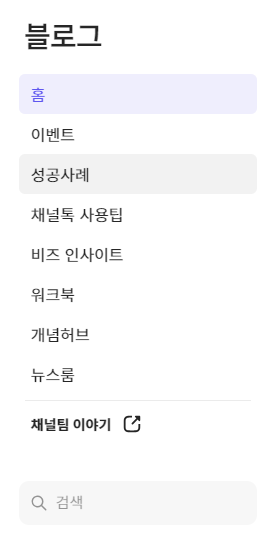 블로그
홈
이벤트
성공사례
채널톡 사용팁
비즈 인사이트
워크북
개념허브
뉴스룸
채널팀 이야기
검색